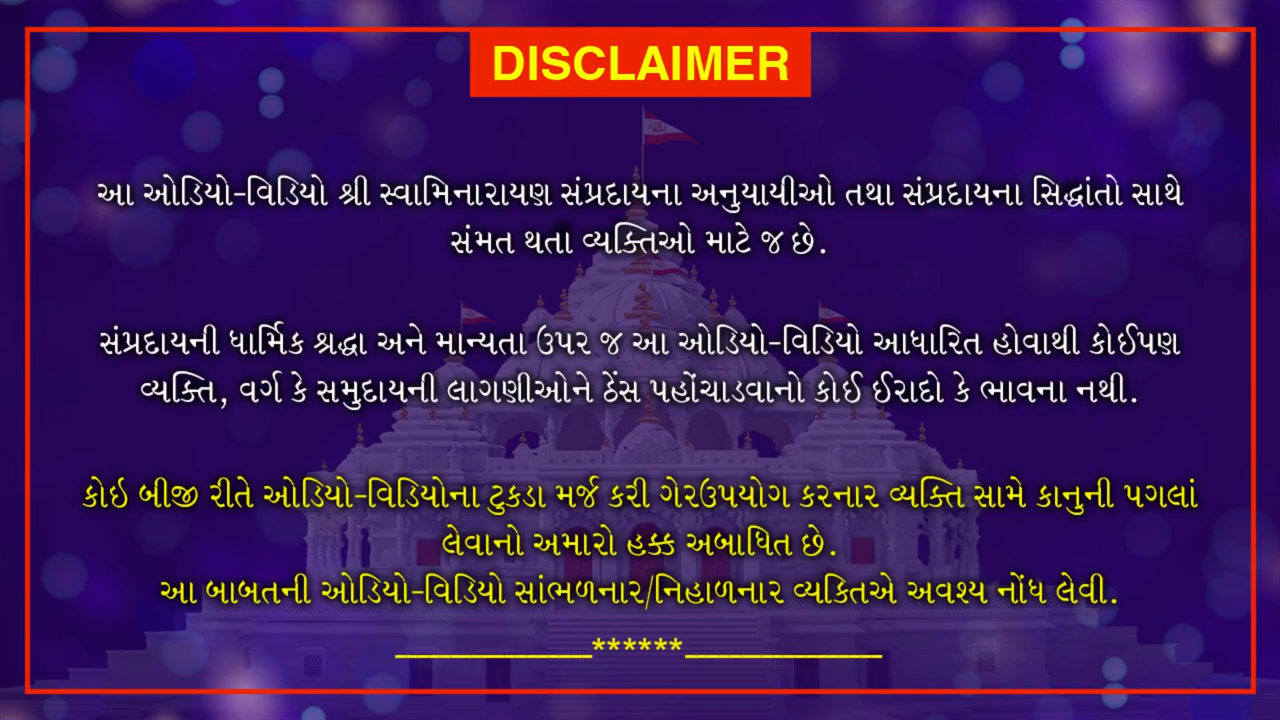 DISCLAIMER
આ ઓડિયો-વિડિયો શ્રી સ્વામિનારાયણ સંપ્રદાયના અનુયાયીઓ તથા સંપ્રદાયના સિદ્ધાંતો સાથે
સંમત થતા વ્યક્તિઓ માટે જ છે.
સંપ્રદાયની ધાર્મિક શ્રદ્ધા અને માન્યતા ઉપર જ આ ઓડિયો-વિડિયો આધારિત હોવાથી કોઈપણ
વ્યક્તિ, વર્ગ કે સમુદાયની લાગણીઓને ઠેંસ પહોંચાડવાનો કોઈ ઈરાદો કે ભાવના નથી.
કોઇ બીજી રીતે ઓડિયો-વિડિયોના ટુકડા મર્જ કરી ગેરઉપયોગ કરનાર વ્યક્તિ સામે કાનુની પગલાં
લેવાનો અમારો હક્ક અબાધિત છે.
આ બાબતની ઓડિયો-વિડિયો સાંભળનાર/નિહાળનાર વ્યકિતએ અવશ્ય નોંધ લેવી.
______________******______________